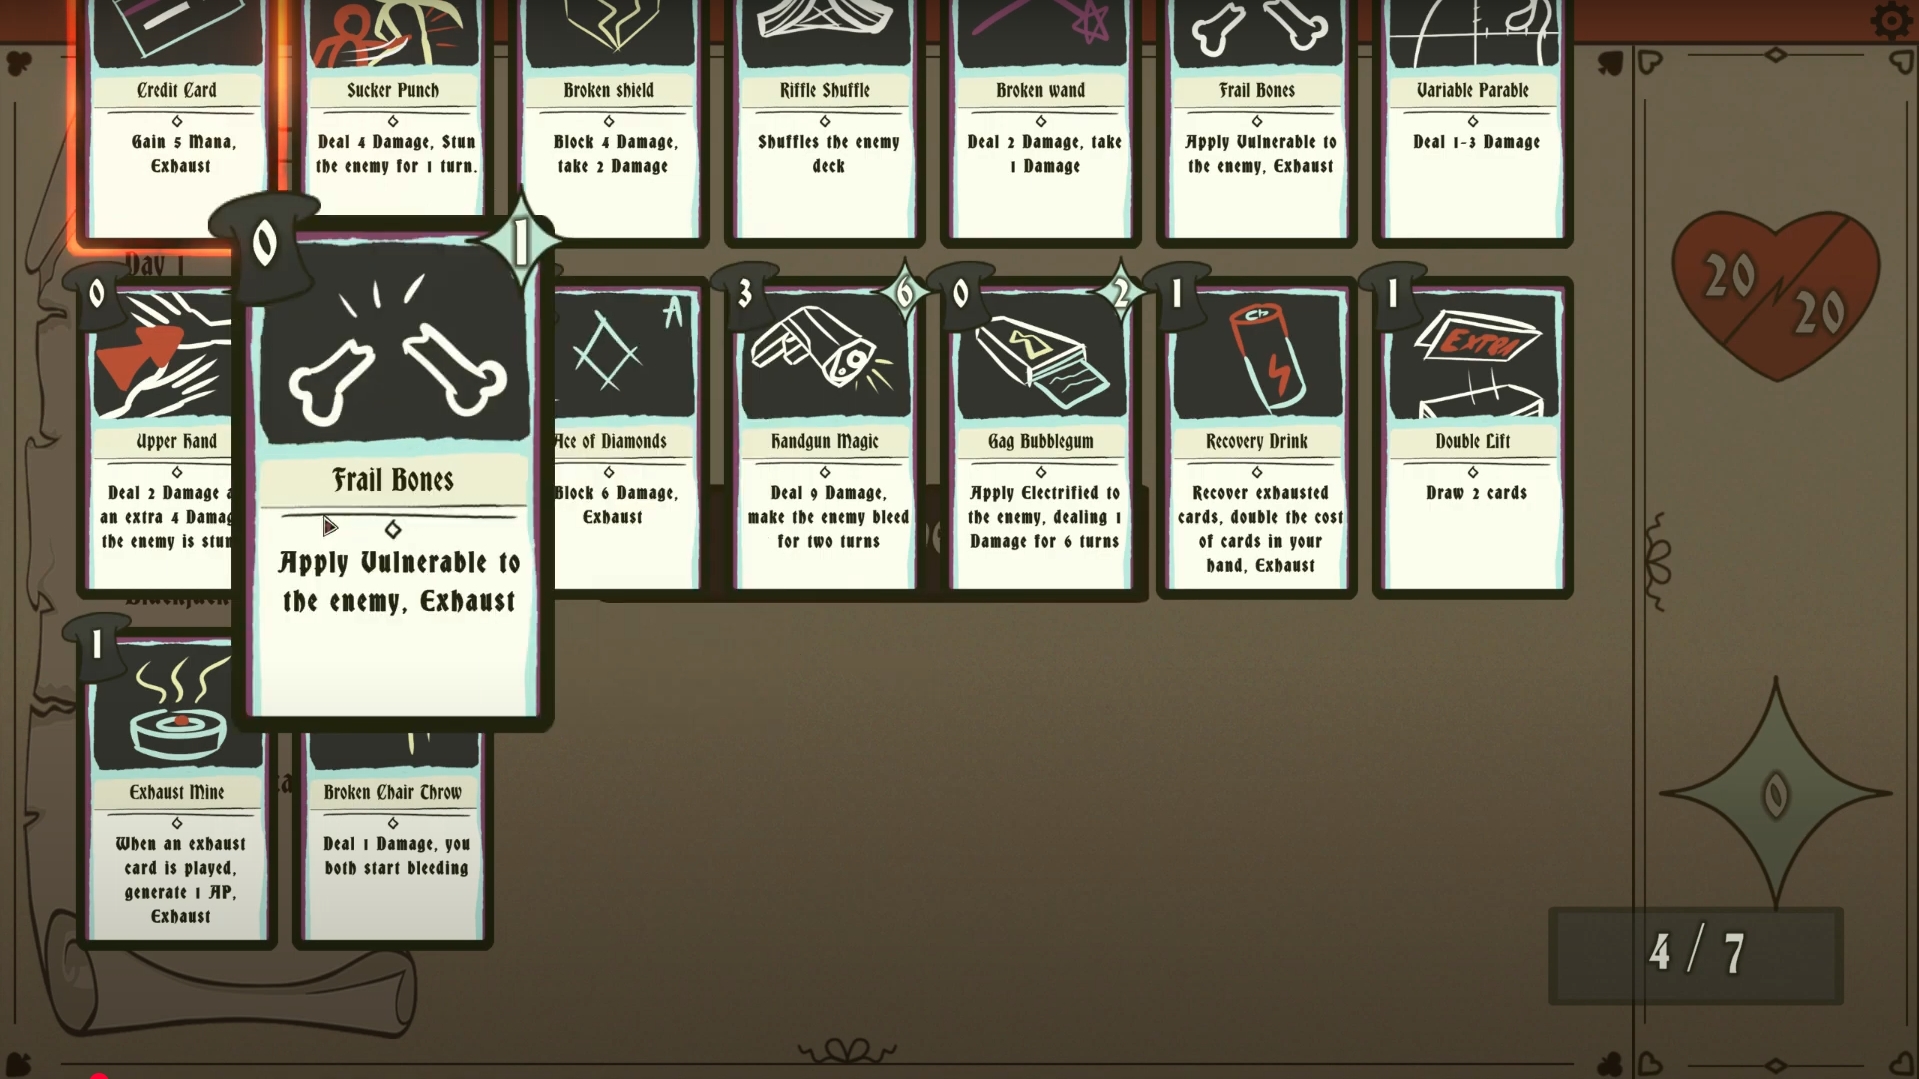 Credit Card
Gain 5 Mana,
Exhaust
Sucker Punch
Deal 4 Damage, Stun
the enemy for 1 turn.
Broken shield
Block 4 Damage,
take 2 Damage
Riffle Shuffle
Shuffles the enemy
deck
Broken wand
Deal 2 Damage, take
1 Damage
Frail Bones
Apply Vulnerable to
the enemy, Exhaust
Variable Parable
Deal 1-3 Damage
Day 1
0
Upper Hand
Deal 2 Damage
an extra 4
the enemy is
0
1
Frail Bones
Apply Vulnerable to
the enemy, Exhaust
A
Ace of Diamonds
Block 6 Damage,
Exhaust
3
6
Handgun Magic
Deal 9 Damage,
make the enemy bleed
for two turns
0
2
Gag Bubblegum
Apply Electrified to
the enemy, dealing 1
Damage for 6 turns
1
Recovery Drink
Recover exhausted
cards, double the cost
of cards in your
hand, Exhaust
1
EXTRA
Double Lift
Draw 2 cards
20
20
1
Exhaust Mine
When an exhaust
card is played,
generate 1 AP,
Exhaust
Broken Chair Throw
Deal 1 Damage, you
both start bleeding
0
4 / 7